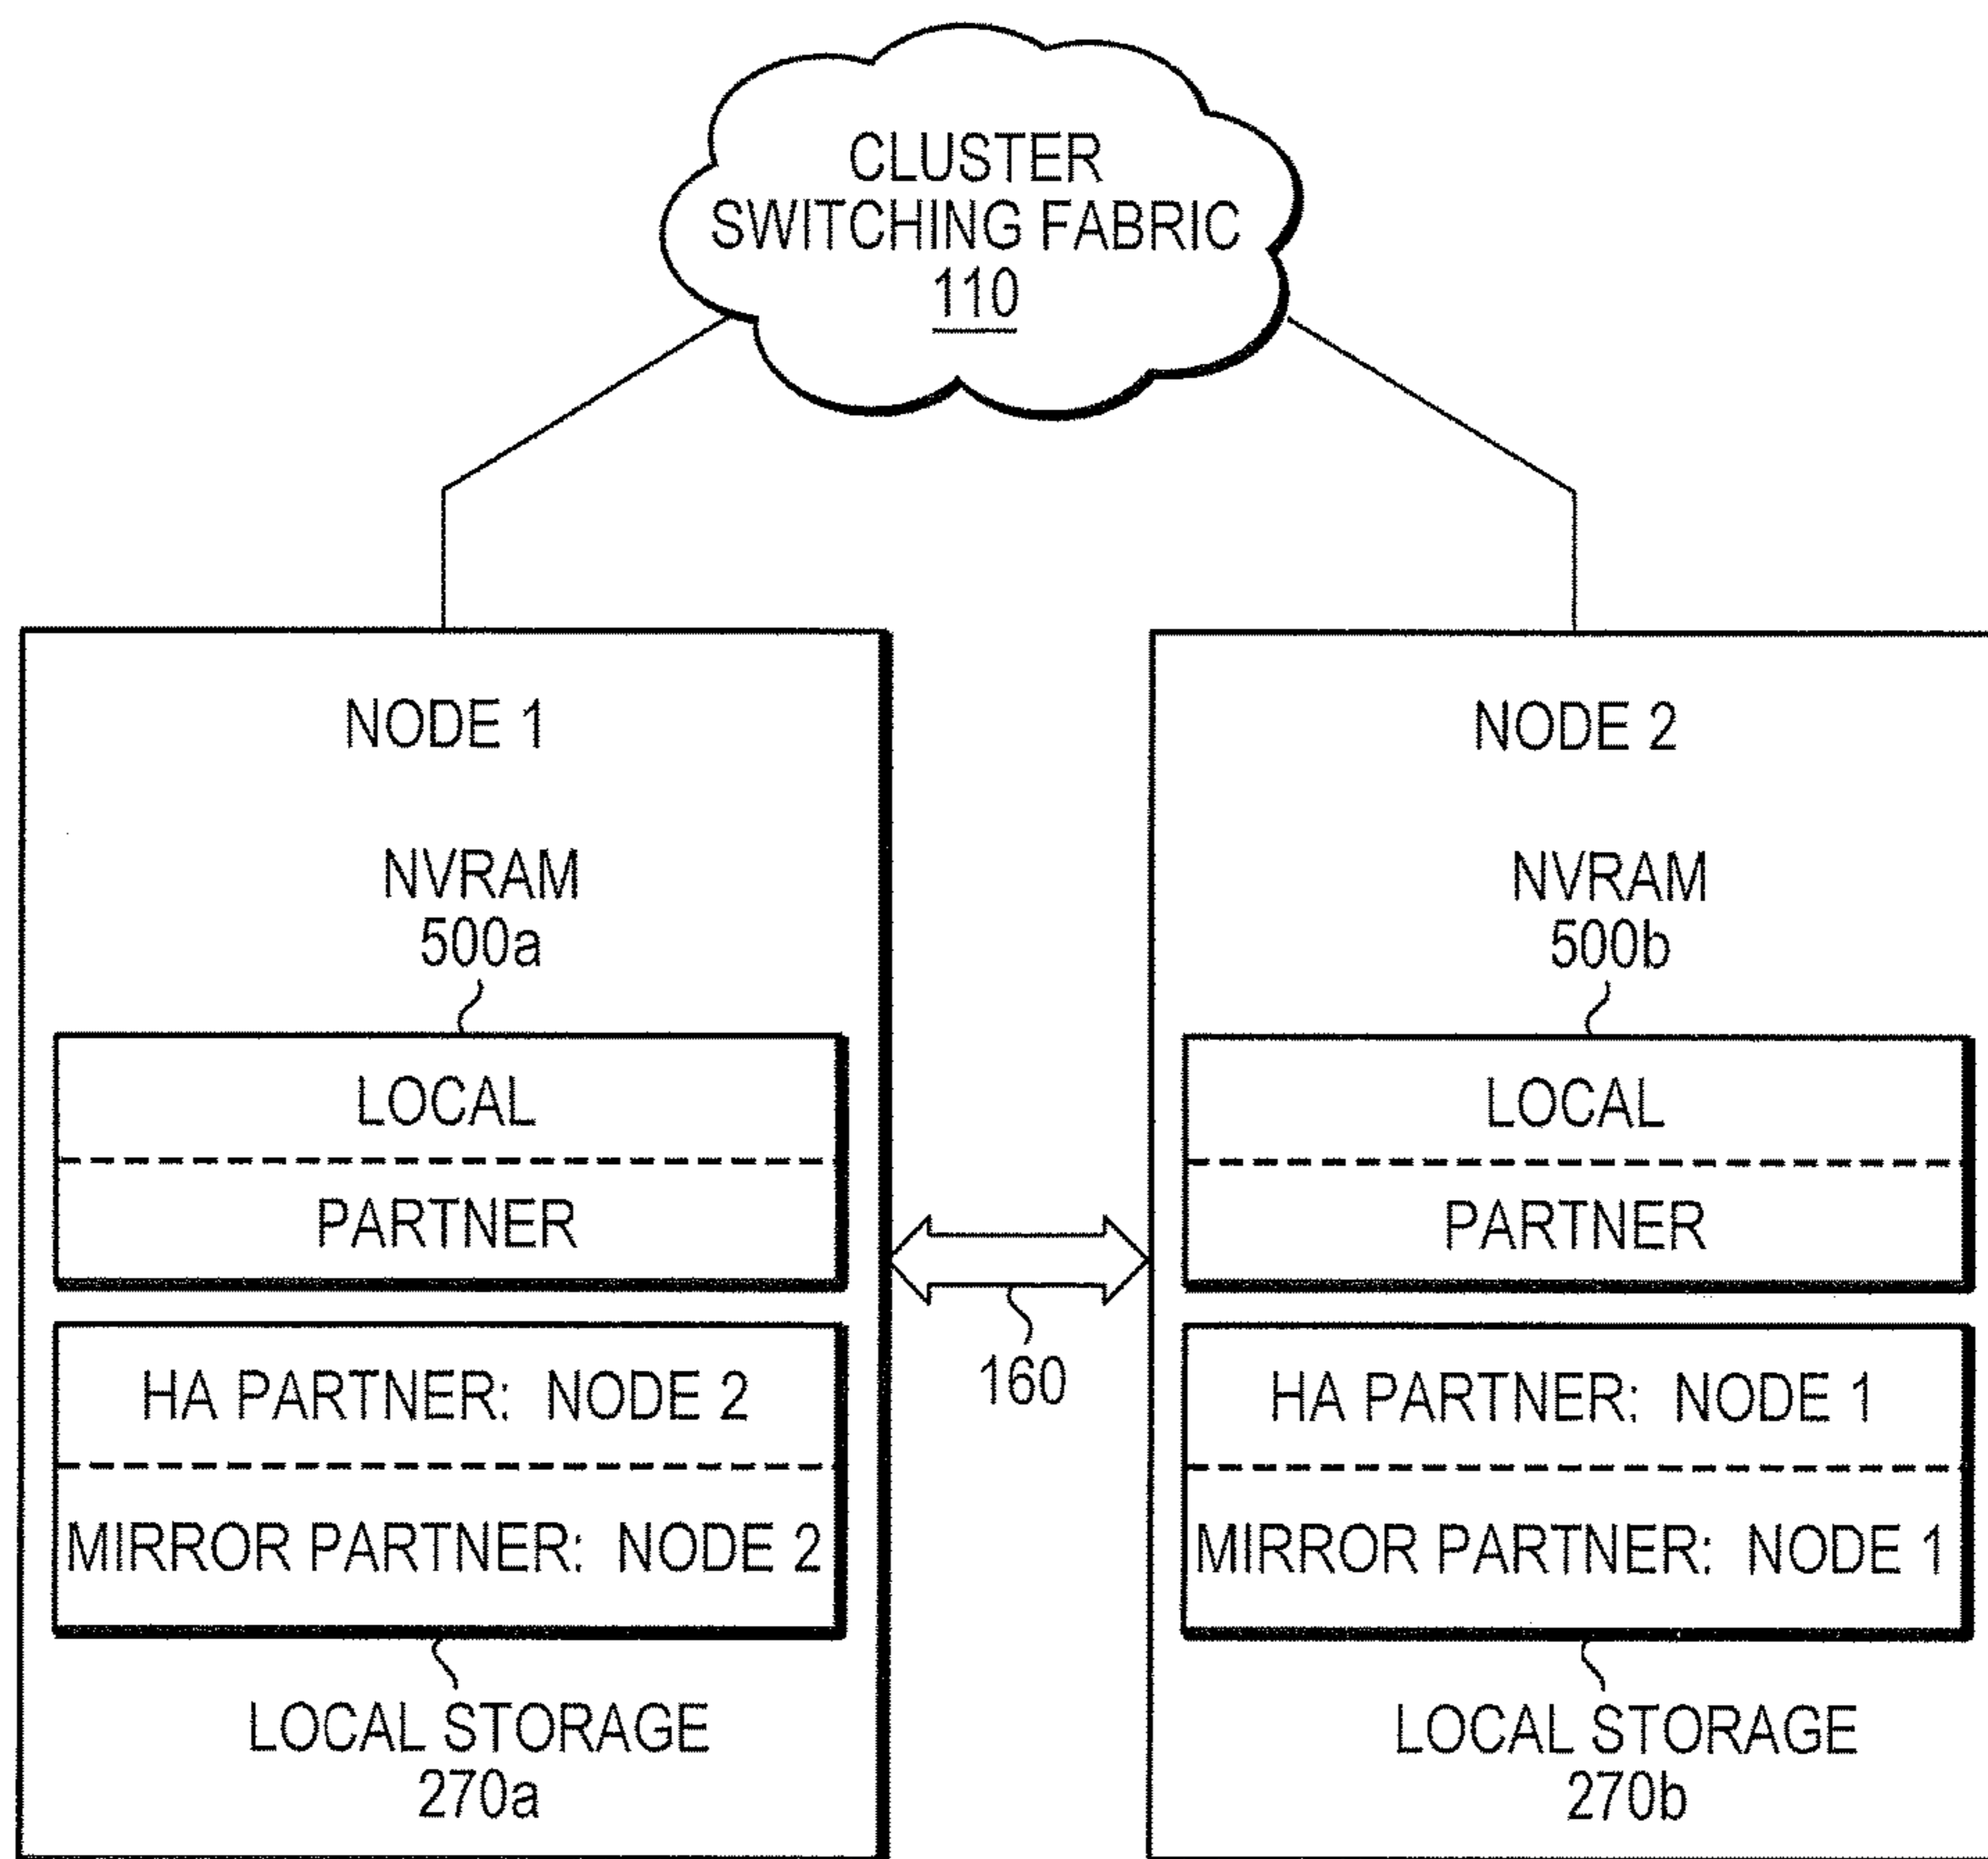 CLUSTER
SWITCHING FABRIC
110
NODE 1
NVRAM
500a
LOCAL
PARTNER
HA PARTNER: NODE 2
MIRROR PARTNER: NODE 2
LOCAL STORAGE
270a
160
NODE 2
NVRAM
500b
LOCAL
PARTNER
HA PARTNER: NODE 1
MIRROR PARTNER: NODE 1
LOCAL STORAGE
270b